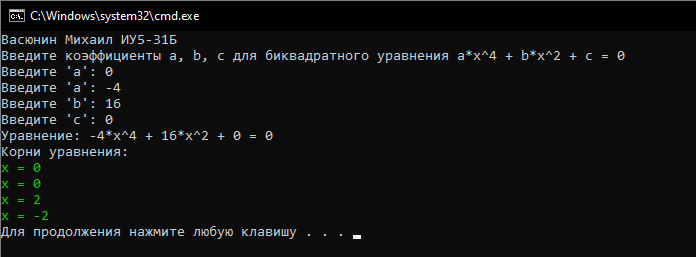 C:\Windows\system32\cmd.exe
Васюнин Михаил ИУ5-31Б
Введите коэффициенты a, b, c для биквадратного уравнения a*x^4 + b*x^2 + c = 0
Введите 'a': 0
Введите 'a': -4
Введите 'b': 16
Введите 'c': 0
Уравнение: -4*x^4 + 16*x^2 + 0 = 0
Корни уравнения:
x = 0
x = 0
x = 2
x = -2
Для продолжения нажмите любую клавишу . . .